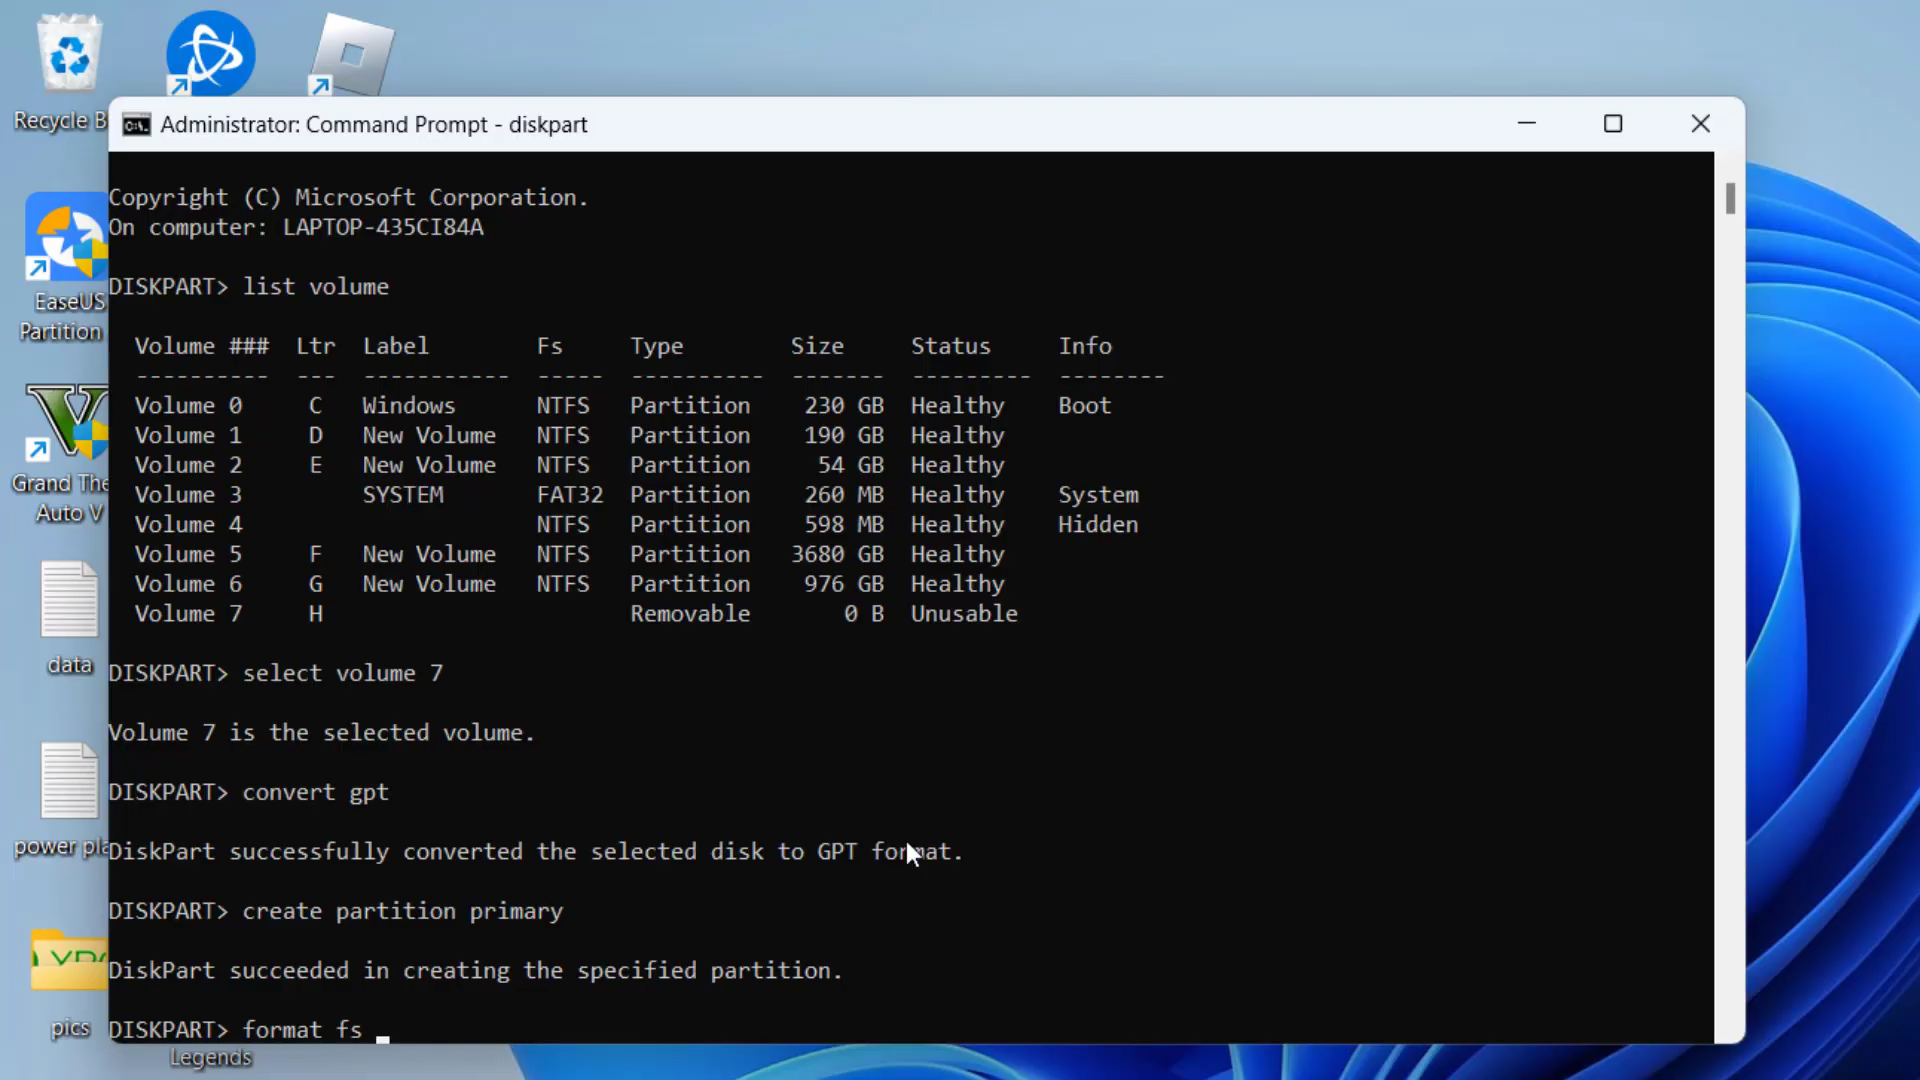 Recycle B
Administrator: Command Prompt - diskpart
Copyright (C) Microsoft Corporation.
On computer: LAPTOP-435CI84A
DISKPART> list volume
Volume ### Ltr Label Fs Type Size Status Info
---------- --- ----------- ----- ---------- ------- --------- --------
Volume 0 C Windows NTFS Partition 230 GB Healthy Boot
Volume 1 D New Volume NTFS Partition 190 GB Healthy
Volume 2 E New Volume NTFS Partition 54 GB Healthy
Volume 3 SYSTEM FAT32 Partition 260 MB Healthy System
Volume 4 NTFS Partition 598 MB Healthy Hidden
Volume 5 F New Volume NTFS Partition 3680 GB Healthy
Volume 6 G New Volume NTFS Partition 976 GB Healthy
Volume 7 H Removable 0 B Unusable
DISKPART> select volume 7
Volume 7 is the selected volume.
DISKPART> convert gpt
DiskPart successfully converted the selected disk to GPT format.
DISKPART> create partition primary
DiskPart succeeded in creating the specified partition.
DISKPART> format fs
EaseUS
Partition
Grand The
Auto V
data
power pla
pics
Legends